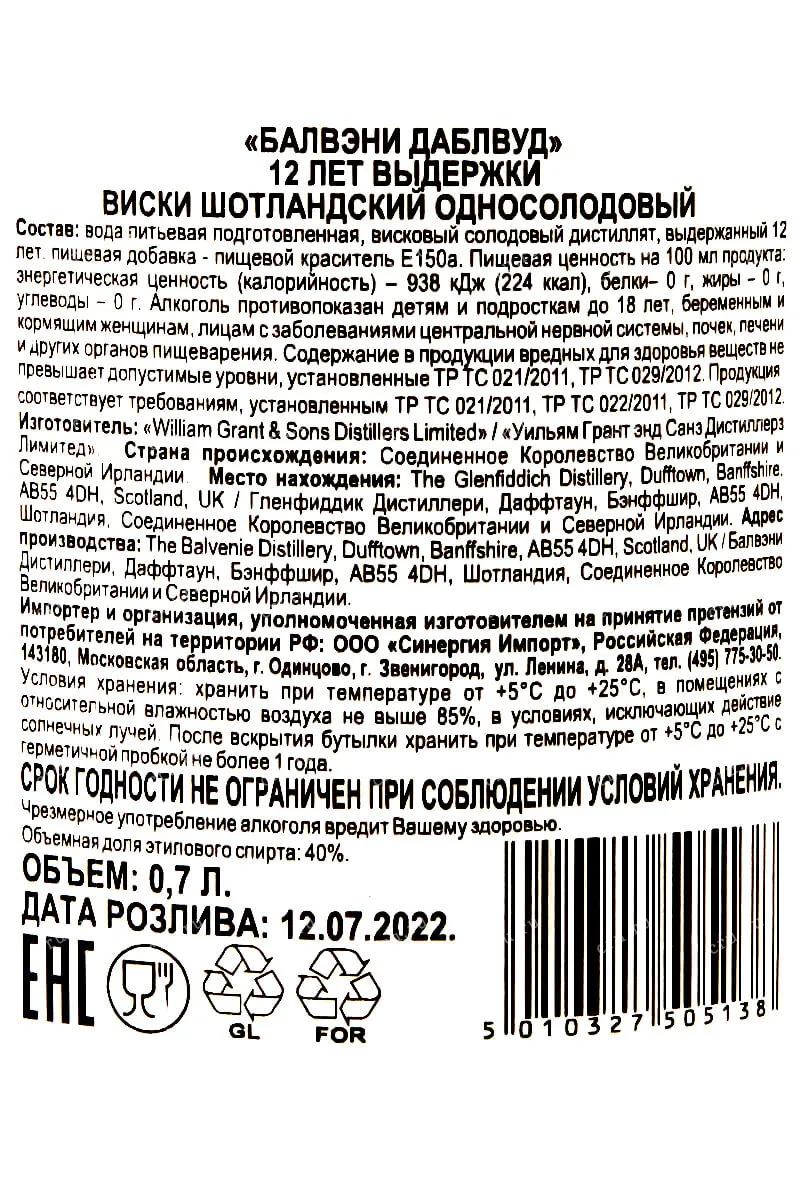 «БАЛВЭНИ ДАБЛВУД»
12 ЛЕТ ВЫДЕРЖКИ
ВИСКИ ШОТЛАНДСКИЙ ОДНОСОЛОДОВЫЙ
Состав: вода питьевая подготовленная, висковый солодовый дистиллят, выдержанный 12
лет. пищевая добавка - пищевой краситель Е150а. Пищевая ценность на 100 мл продукта:
энергетическая ценность (калорийность) – 938 кДж (224 ккал), белки– 0 г, жиры - 0 г,
углеводы – 0 г. Алкоголь противопоказан детям и подросткам до 18 лет, беременным и
кормящим женщинам, лицам с заболеваниями центральной нервной системы, почек, печени
и других органов пищеварения. Содержание в продукции вредных для здоровья веществ не
превышает допустимые уровни, установленные ТР ТС 021/2011, ТР ТС 029/2012. Продукция
соответствует требованиям, установленным ТР ТС 021/2011, ТР ТС 022/2011, ТР ТС 029/2012.
Изготовитель: «William Grant & Sons Distillers Limited» / «Уильям Грант энд Санз Дистиллерз
Лимитед» Страна происхождения: Соединенное Королевство Великобритании и
Северной Ирландии Место нахождения: The Glenfiddich Distillery, Dufftown, Banffshire,
AB55 4DH, Scotland, UK / Гленфиддик Дистиллери, Даффтаун, Бэнффшир, AB55 4DH,
Шотландия, Соединенное Королевство Великобритании и Северной Ирландии. Адрес
производства: The Balvenie Distillery, Dufftown, Banffshire, AB55 4DH, Scotland, UK / Балвэни
Дистиллери, Даффтаун, Бэнффшир, AB55 4DH, Шотландия, Соединенное Королевство
Великобритании и Северной Ирландии.
Импортер и организация, уполномоченная изготовителем на принятие претензий от
потребителей на территории РФ: ООО «Синергия Импорт», Российская Федерация,
143180, Московская область, г. Одинцово, г. Звенигород, ул. Ленина, д. 28А, тел. (495) 775-30-50.
Условия хранения: хранить при температуре от +5°С до +25°С, в помещениях с
относительной влажностью воздуха не выше 85%, в условиях, исключающих действие
солнечных лучей. После вскрытия бутылки хранить при температуре от +5°С до +25°С с
герметичной пробкой не более 1 года.
СРОК ГОДНОСТИ НЕ ОГРАНИЧЕН ПРИ СОБЛЮДЕНИИ УСЛОВИЙ ХРАНЕНИЯ.
Чрезмерное употребление алкоголя вредит Вашему здоровью.
Объемная доля этилового спирта: 40%.
ОБЪЕМ: 0,7 Л.
ДАТА РОЗЛИВА: 12.07.2022.
EAC
GL
FOR
5 010327 505138